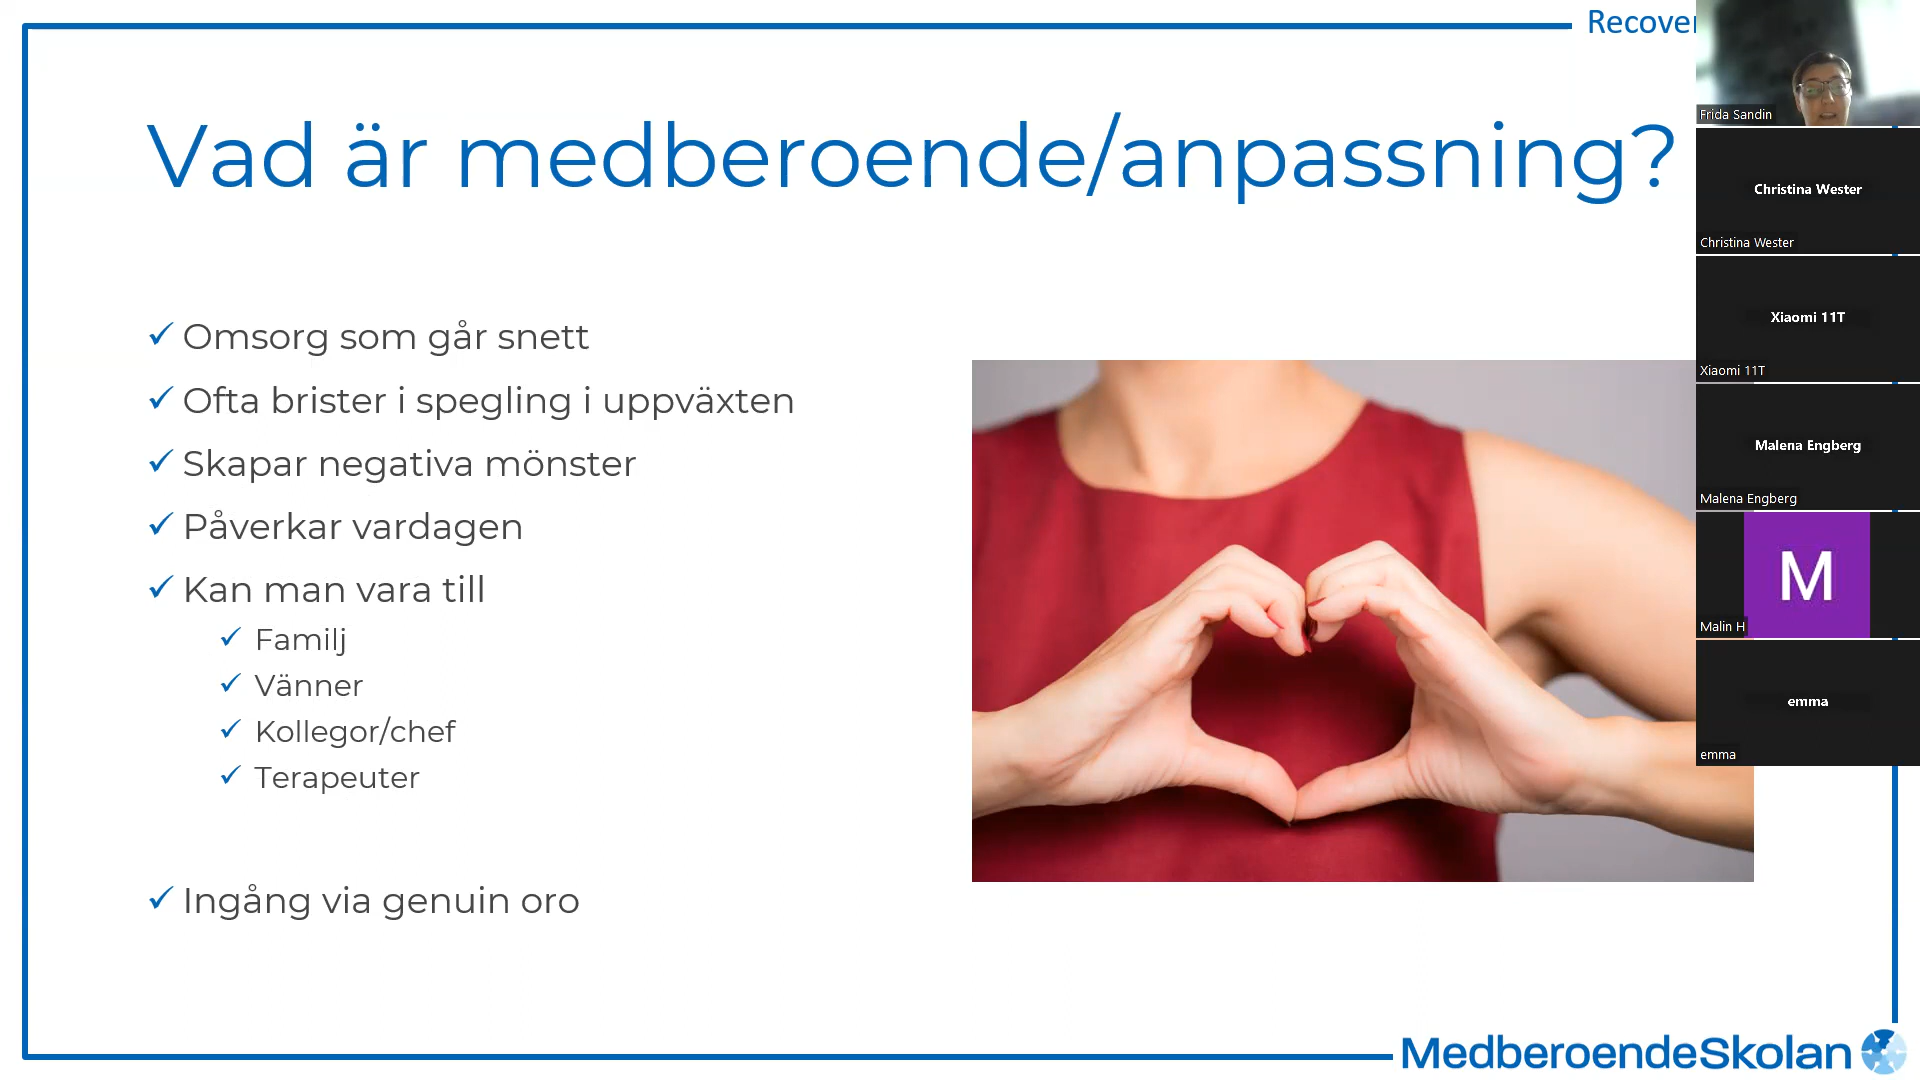 Recover
Vad är medberoende/anpassning?
Omsorg som går snett
Ofta brister i spegling i uppväxten
Skapar negativa mönster
Påverkar vardagen
Kan man vara till
Familj
Vänner
Kollegor/chef
Terapeuter
Ingång via genuin oro
MedberoendeSkolan
Frida Sandin
Christina Wester
Christina Wester
Xiaomi 11T
Xiaomi 11T
Malena Engberg
Malena Engberg
M
Malin H
emma
emma